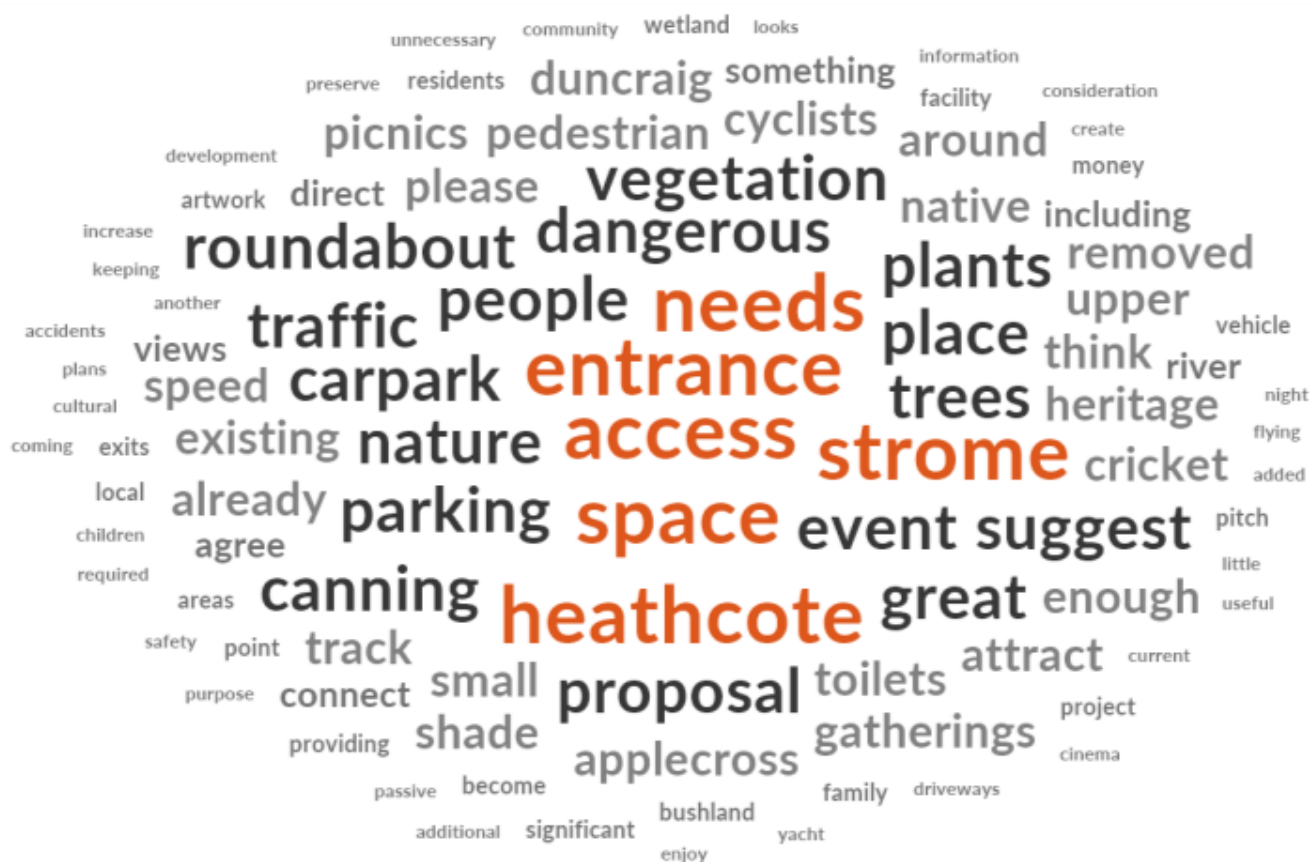 unnecessary community wetland looks
preserve residents duncraig something information
picnics pedestrian cyclists facility consideration
development around create
artwork direct please vegetation money
increase roundabout dangerous native including
keeping people needs plants removed
another traffic upper
accidents views entrance place think vehicle
plans speed carpark trees river
cultural existing nature access strome heritage night
coming exits cricket flying
local already parking space event suggest added
children agree pitch
required canning heathcote great enough little
areas useful
safety point track attract current
purpose connect small proposal toilets project
providing shade applecross gatherings cinema
passive become family driveways
additional significant bushland yacht
enjoy